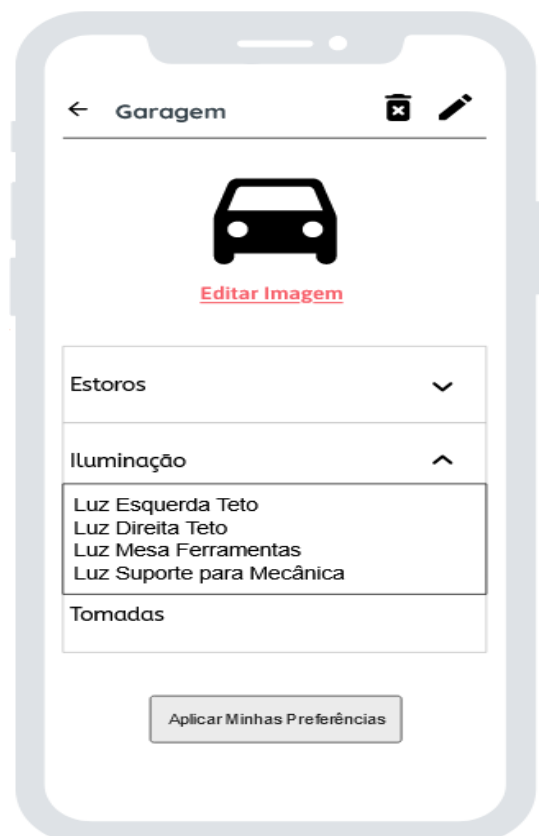 Garagem
Editar Imagem
Estoros
Iluminação
Luz Esquerda Teto
Luz Direita Teto
Luz Mesa Ferramentas
Luz Suporte para Mecânica
Tomadas
Aplicar Minhas Preferências